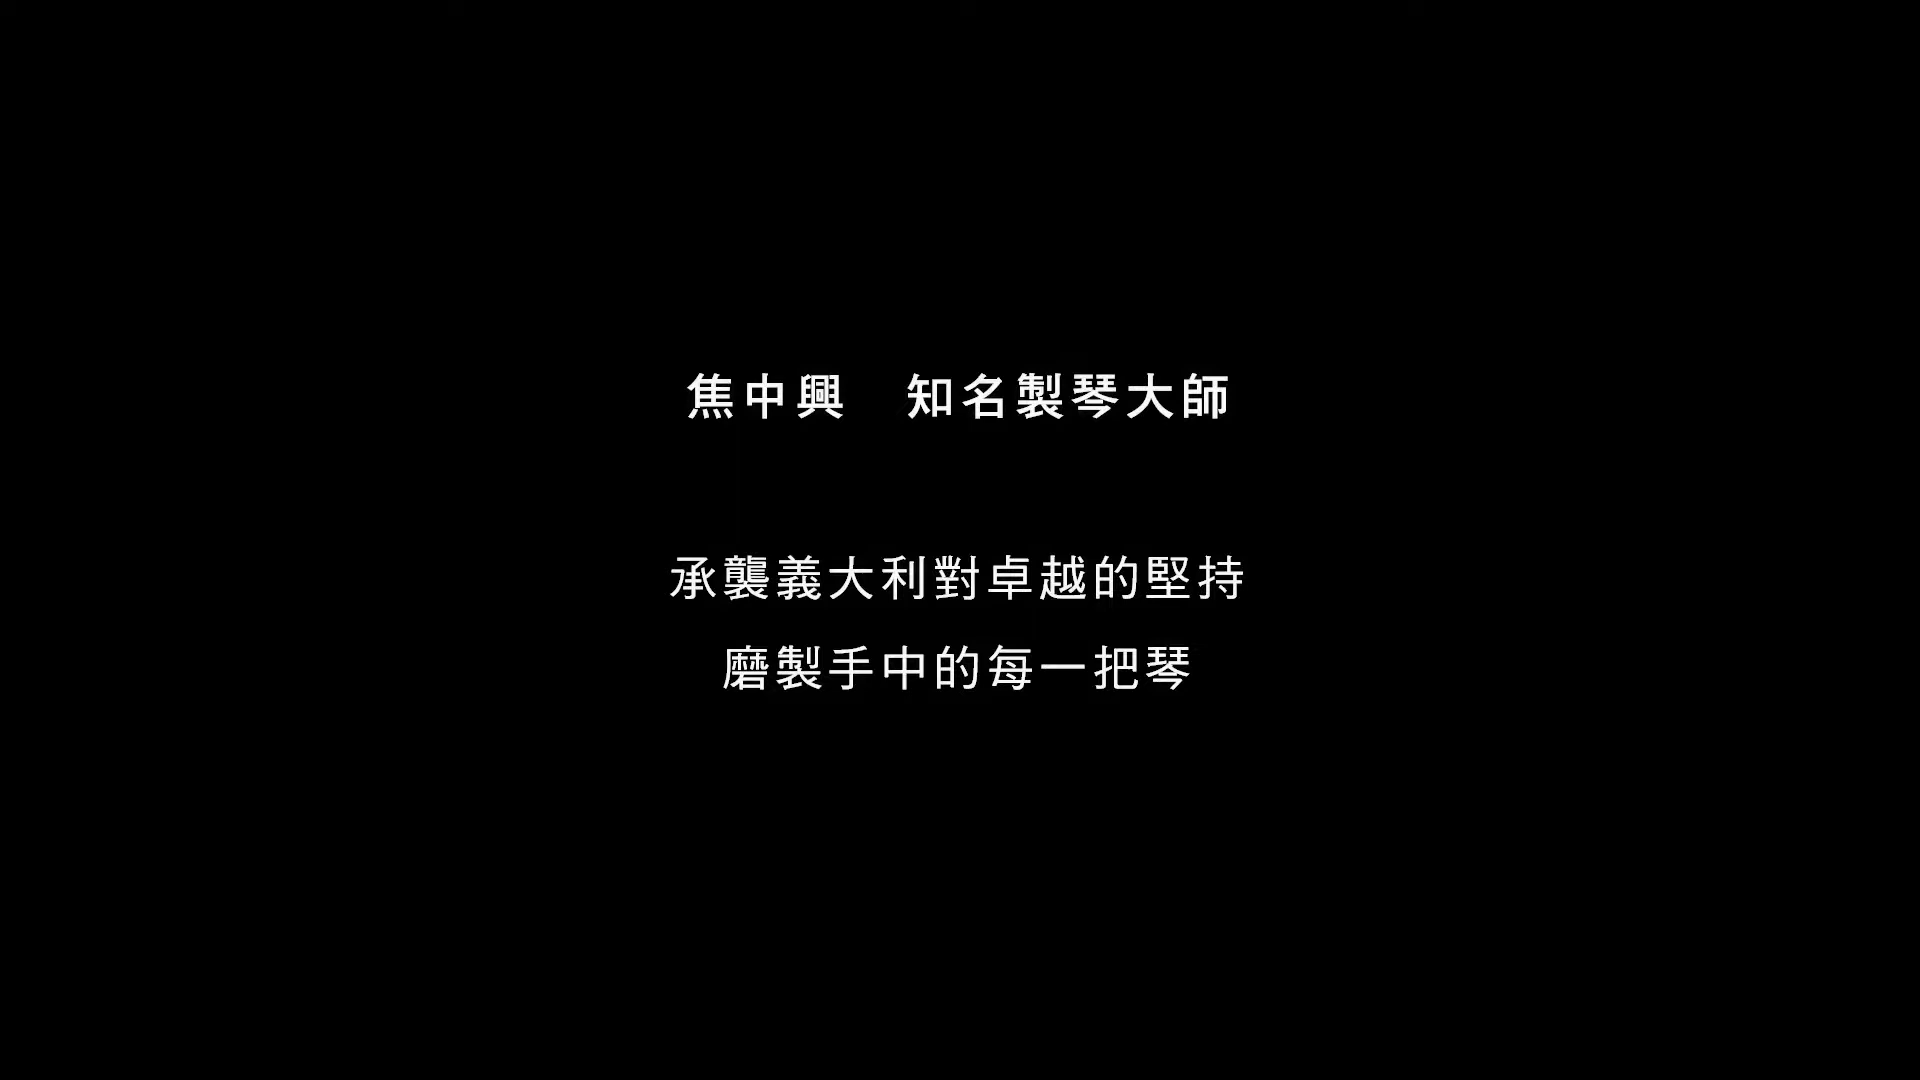 焦中興　知名製琴大師
承襲義大利對卓越的堅持
磨製手中的每一把琴